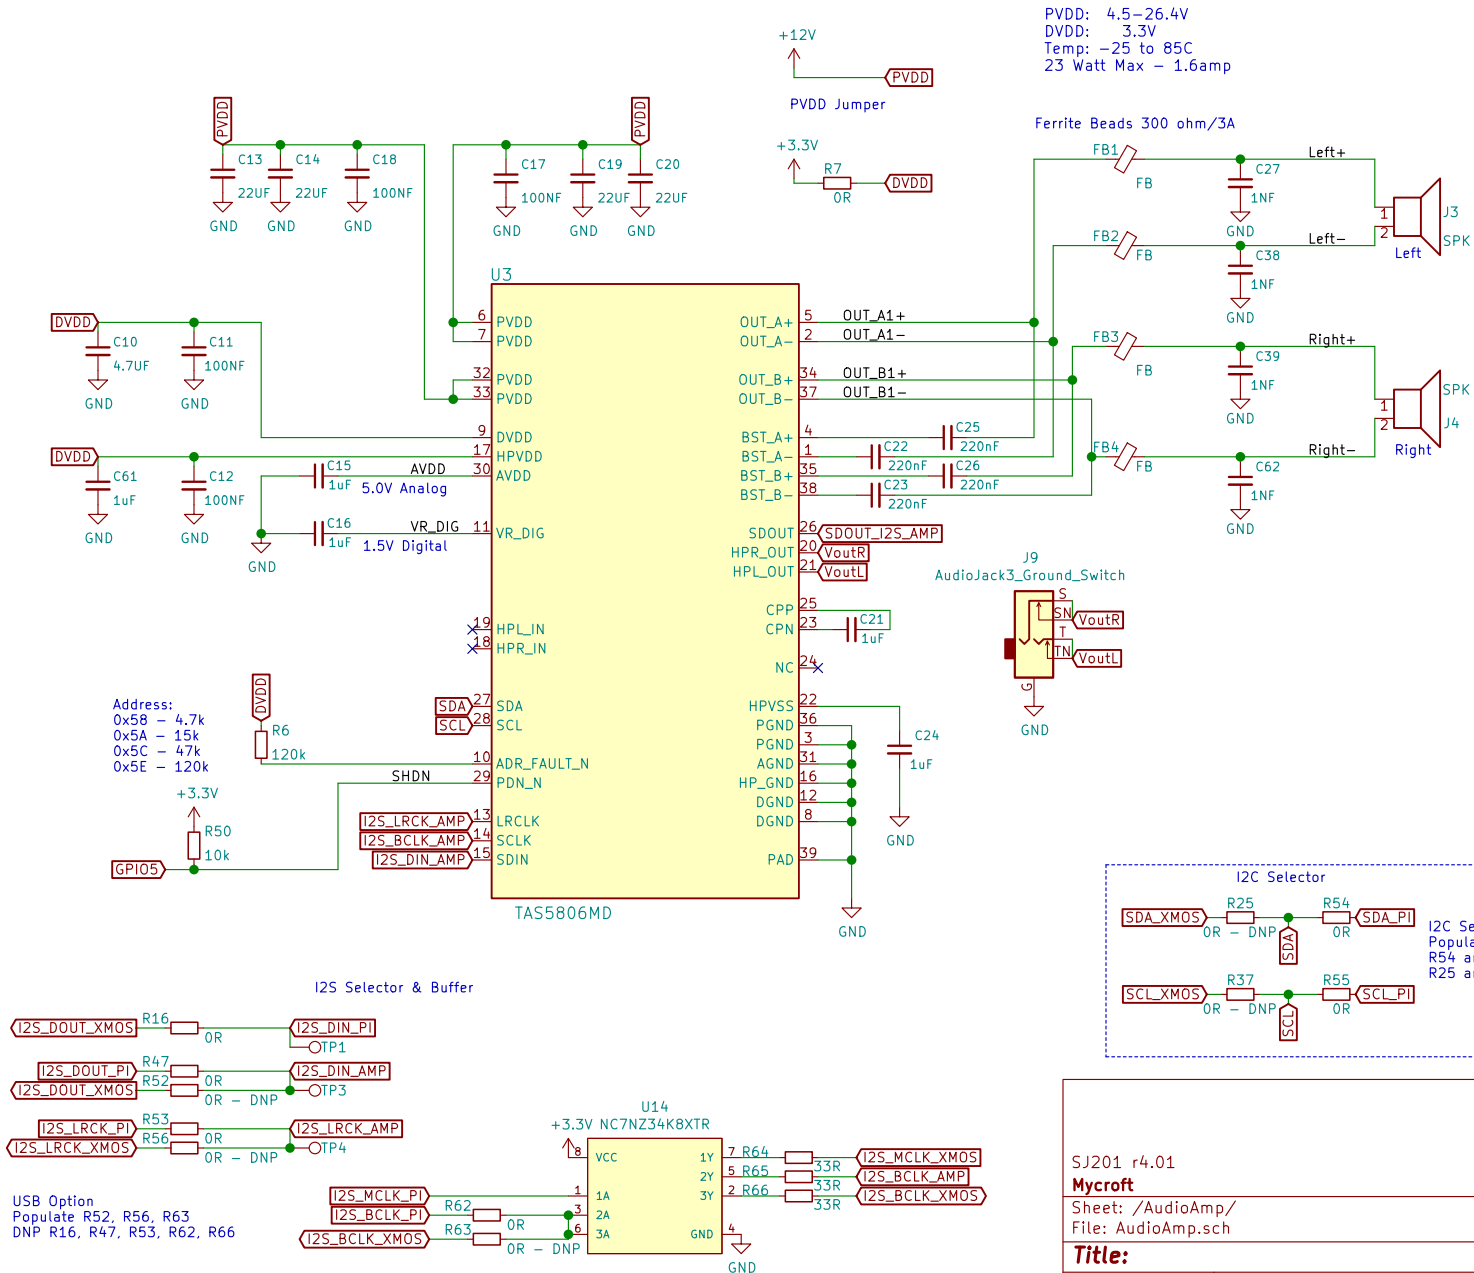 PVDD: 4.5-26.4V
DVDD: 3.3V
Temp: -25 to 85C
23 Watt Max - 1.6amp
+12V
PVDD
PVDD Jumper
+3.3V
R7
0R
DVDD
Ferrite Beads 300 ohm/3A
PVDD
C13
22UF
GND
C14
22UF
GND
C18
100NF
GND
C17
100NF
GND
C19
22UF
GND
PVDD
C20
22UF
GND
FB1
FB
C27
1NF
GND
Left+
FB2
FB
C38
1NF
GND
Left-
1
2
J3
SPK
Left
FB3
FB
C39
1NF
GND
Right+
FB4
FB
C62
1NF
GND
Right-
1
2
SPK
J4
Right
DVDD
C10
4.7UF
GND
C11
100NF
GND
DVDD
C61
1uF
GND
C12
100NF
GND
C15
1uF
AVDD
5.0V Analog
C16
1uF
VR_DIG
1.5V Digital
GND
U3
6 PVDD
7 PVDD
32 PVDD
33 PVDD
9 DVDD
17 HPVDD
30 AVDD
11 VR_DIG
19 HPL_IN
18 HPR_IN
SDA 27 SDA
SCL 28 SCL
10 ADR_FAULT_N
29 PDN_N
I2S_LRCK_AMP 13 LRCLK
I2S_BCLK_AMP 14 SCLK
I2S_DIN_AMP 15 SDIN
OUT_A+ 5 OUT_A1+
OUT_A- 2 OUT_A1-
OUT_B+ 34 OUT_B1+
OUT_B- 37 OUT_B1-
BST_A+ 4
BST_A- 1
BST_B+ 35
BST_B- 38
C25
220nF
C22
220nF
C26
220nF
C23
220nF
SDOUT 26 SDOUT_I2S_AMP
HPR_OUT 20 VoutR
HPL_OUT 21 VoutL
CPP 25
CPN 23
C21
1uF
NC 24
HPVSS 22
PGND 36
PGND 3
AGND 31
HP_GND 16
DGND 12
DGND 8
PAD 39
C24
1uF
GND
GND
TAS5806MD
J9
AudioJack3_Ground_Switch
S
SN
T
TN
G
VoutR
VoutL
GND
Address:
0x58 - 4.7k
0x5A - 15k
0x5C - 47k
0x5E - 120k
DVDD
R6
120k
SHDN
+3.3V
R50
10k
GPIO5
I2C Selector
SDA_XMOS
R25
0R - DNP
SDA
R54
0R
SDA_PI
SCL_XMOS
R37
0R - DNP
SCL
R55
0R
SCL_PI
I2C Se
Popula
R54 a
R25 a
I2S Selector & Buffer
I2S_DOUT_XMOS
R16
0R
I2S_DIN_PI
TP1
I2S_DOUT_PI
R47
0R
I2S_DIN_AMP
I2S_DOUT_XMOS
R52
0R - DNP
TP3
I2S_LRCK_PI
R53
0R
I2S_LRCK_AMP
I2S_LRCK_XMOS
R56
0R - DNP
TP4
USB Option
Populate R52, R56, R63
DNP R16, R47, R53, R62, R66
U14
+3.3V NC7NZ34K8XTR
8 VCC
1 1A
3 2A
6 3A
1Y 7
2Y 5
3Y 2
GND 4
GND
I2S_MCLK_PI
I2S_BCLK_PI
R62
0R
I2S_BCLK_XMOS
R63
0R - DNP
R64
33R
I2S_MCLK_XMOS
R65
33R
I2S_BCLK_AMP
R66
33R
I2S_BCLK_XMOS
SJ201 r4.01
Mycroft
Sheet: /AudioAmp/
File: AudioAmp.sch
Title: